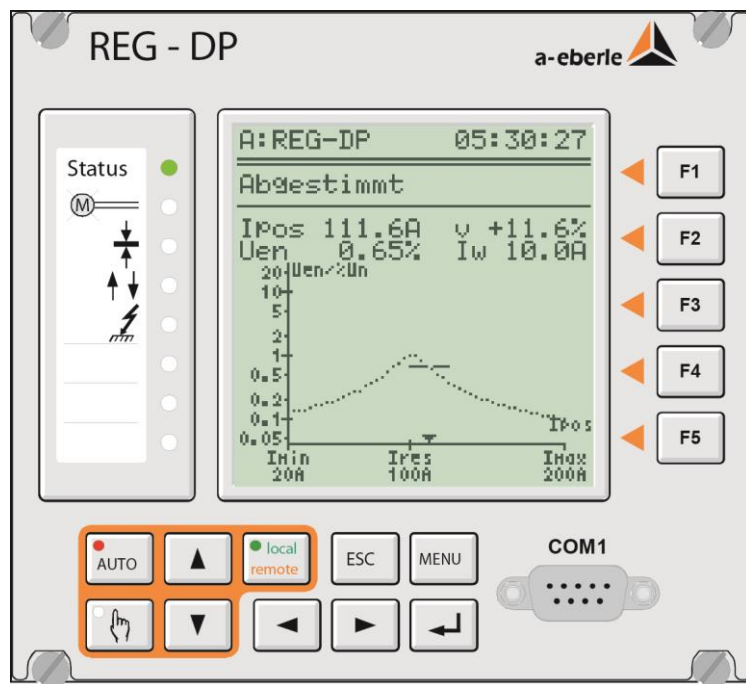 REG - DP
a-eberle
Status
M
A:REG-DP 05:30:27
Abgestimmt
Ipos 111.6A v +11.6%
Uen 0.65% Iw 10.0A
Uen/%Un
20
10
5
2
1
0.5
0.2
0.1
0.05
Ipos
Imin Ires Imax
20A 100A 200A
F1
F2
F3
F4
F5
AUTO
local
remote
ESC
MENU
COM1